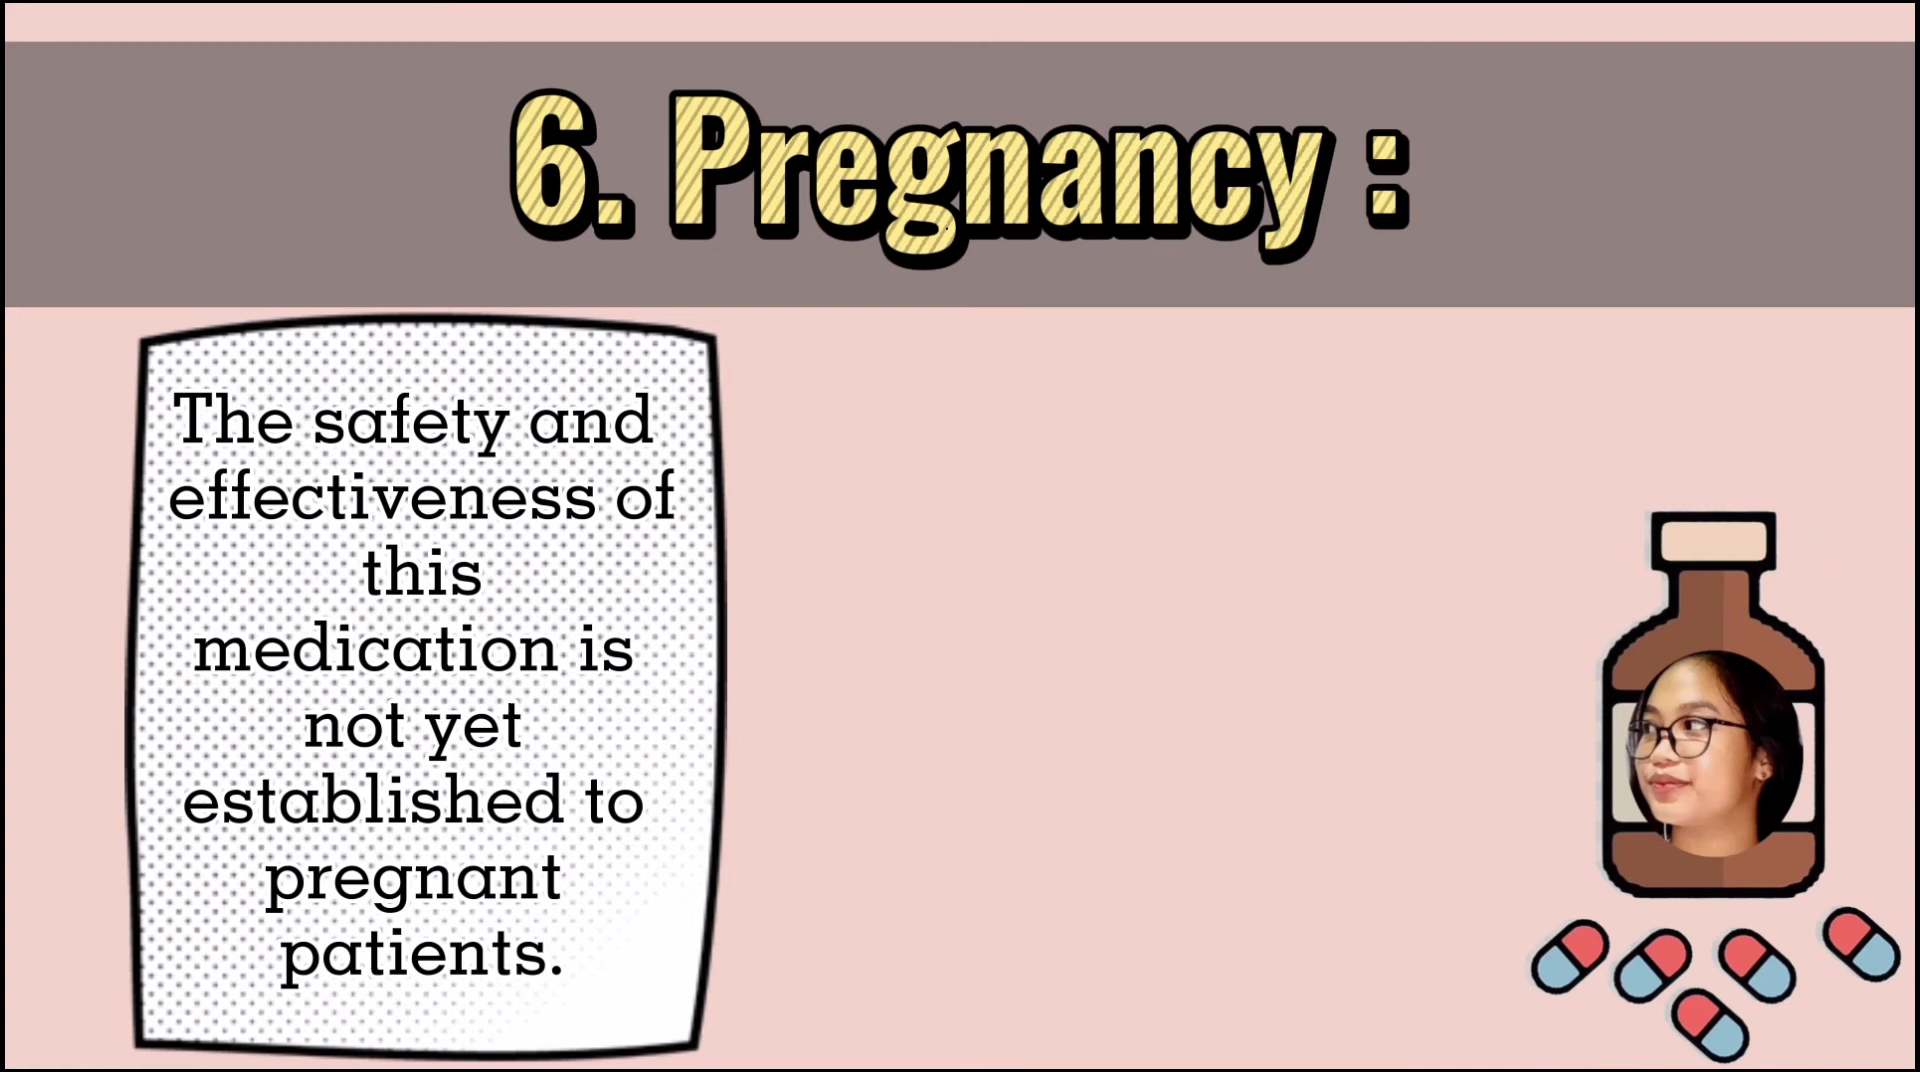 6. Pregnancy :
The safety and
effectiveness of
this
medication is
not yet
established to
pregnant
patients.